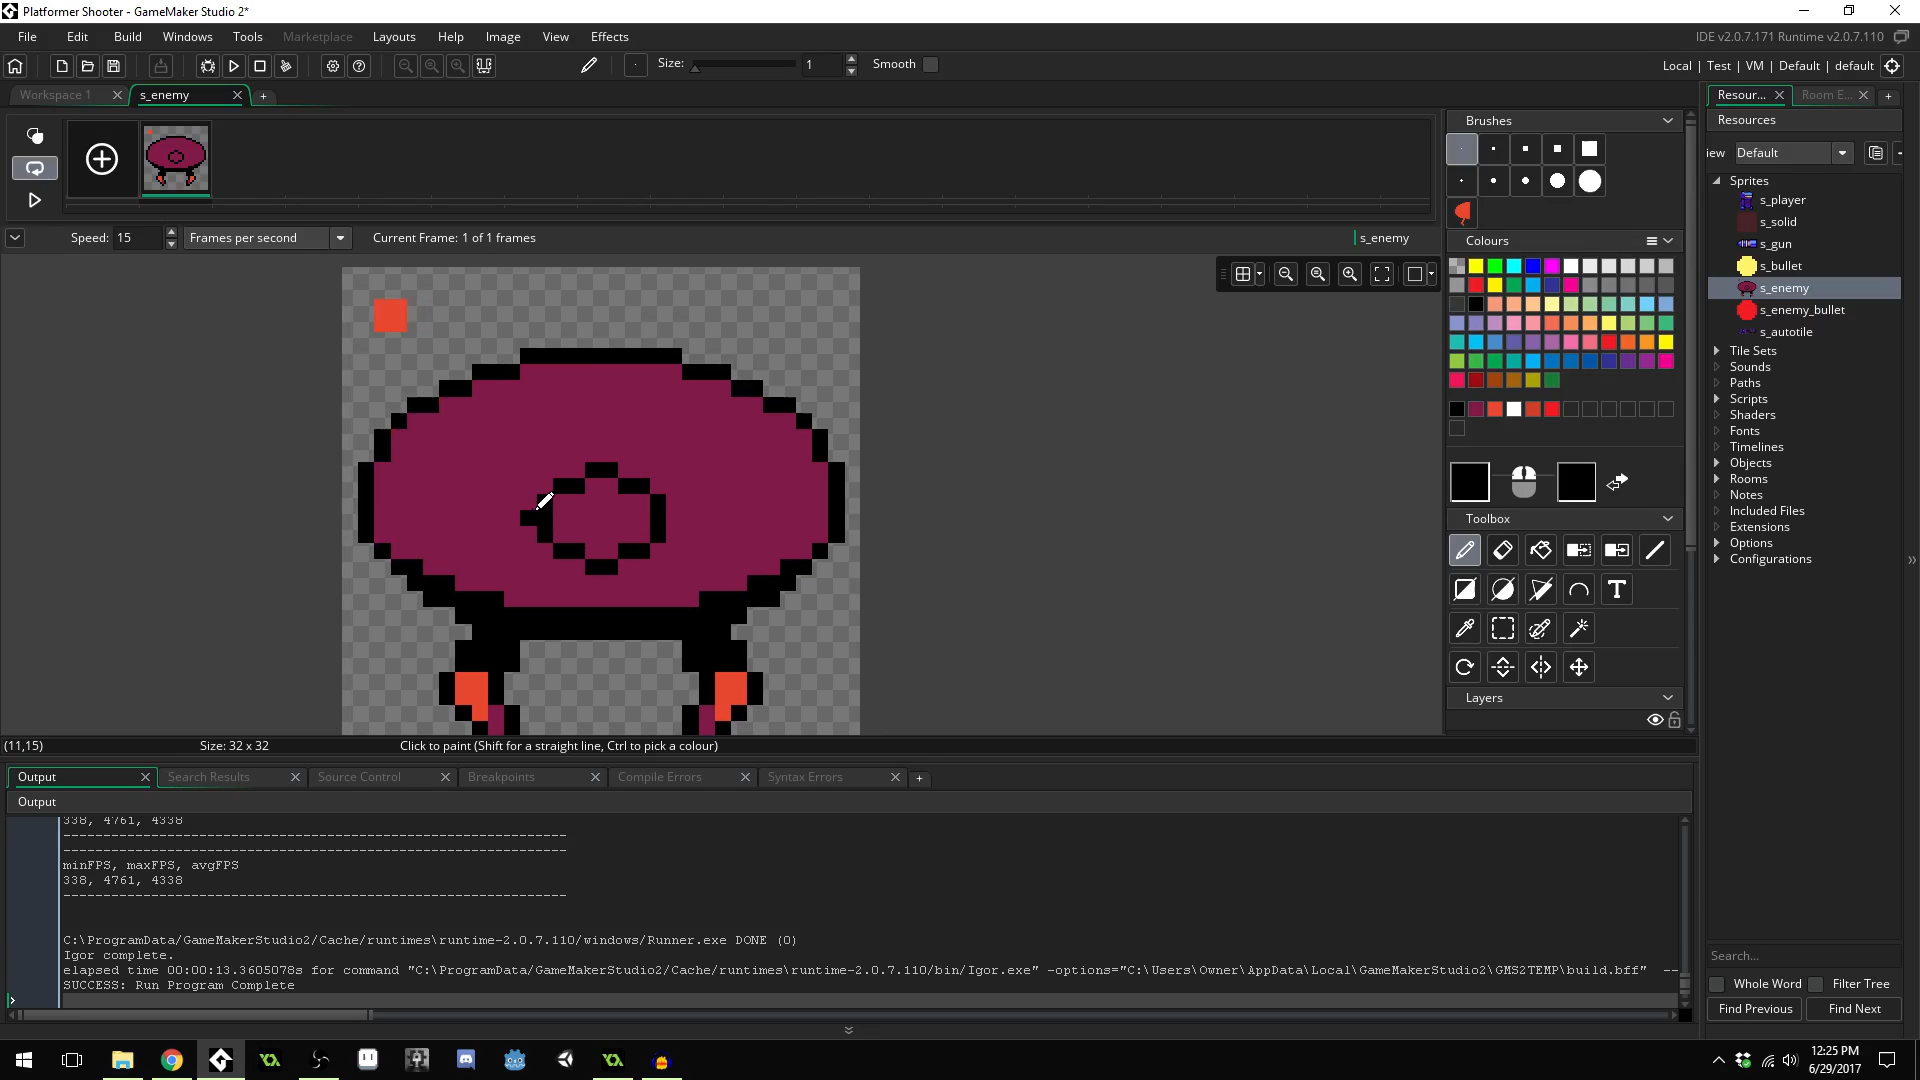 Platformer Shooter - GameMaker Studio 2*
File Edit Build Windows Tools Marketplace Layouts Help Image View Effects
IDE v2.0.7.171 Runtime v2.0.7.110
Size: 1 Smooth
Local | Test | VM | Default | default
Workspace 1 s_enemy
Resour... Room E...
Brushes
Resources
iew Default
Sprites
s_player
s_solid
s_gun
s_bullet
s_enemy
s_enemy_bullet
s_autotile
Tile Sets
Sounds
Paths
Scripts
Shaders
Fonts
Timelines
Objects
Rooms
Notes
Included Files
Extensions
Options
Configurations
Speed: 15 Frames per second Current Frame: 1 of 1 frames s_enemy
Colours
Toolbox
T
Layers
(11,15) Size: 32 x 32 Click to paint (Shift for a straight line, Ctrl to pick a colour)
Output Search Results Source Control Breakpoints Compile Errors Syntax Errors
Output
338, 4761, 4338
------------------------------------------------------------------
------------------------------------------------------------------
minFPS, maxFPS, avgFPS
338, 4761, 4338
------------------------------------------------------------------
C:\ProgramData/GameMakerStudio2/Cache/runtimes\runtime-2.0.7.110/windows/Runner.exe DONE (0)
Igor complete.
elapsed time 00:00:13.3605078s for command "C:\ProgramData/GameMakerStudio2/Cache/runtimes\runtime-2.0.7.110/bin/Igor.exe" -options="C:\Users\Owner\AppData\Local\GameMakerStudio2\GMS2TEMP\build.bff" --
SUCCESS: Run Program Complete
Search...
Whole Word Filter Tree
Find Previous Find Next
12:25 PM
6/29/2017